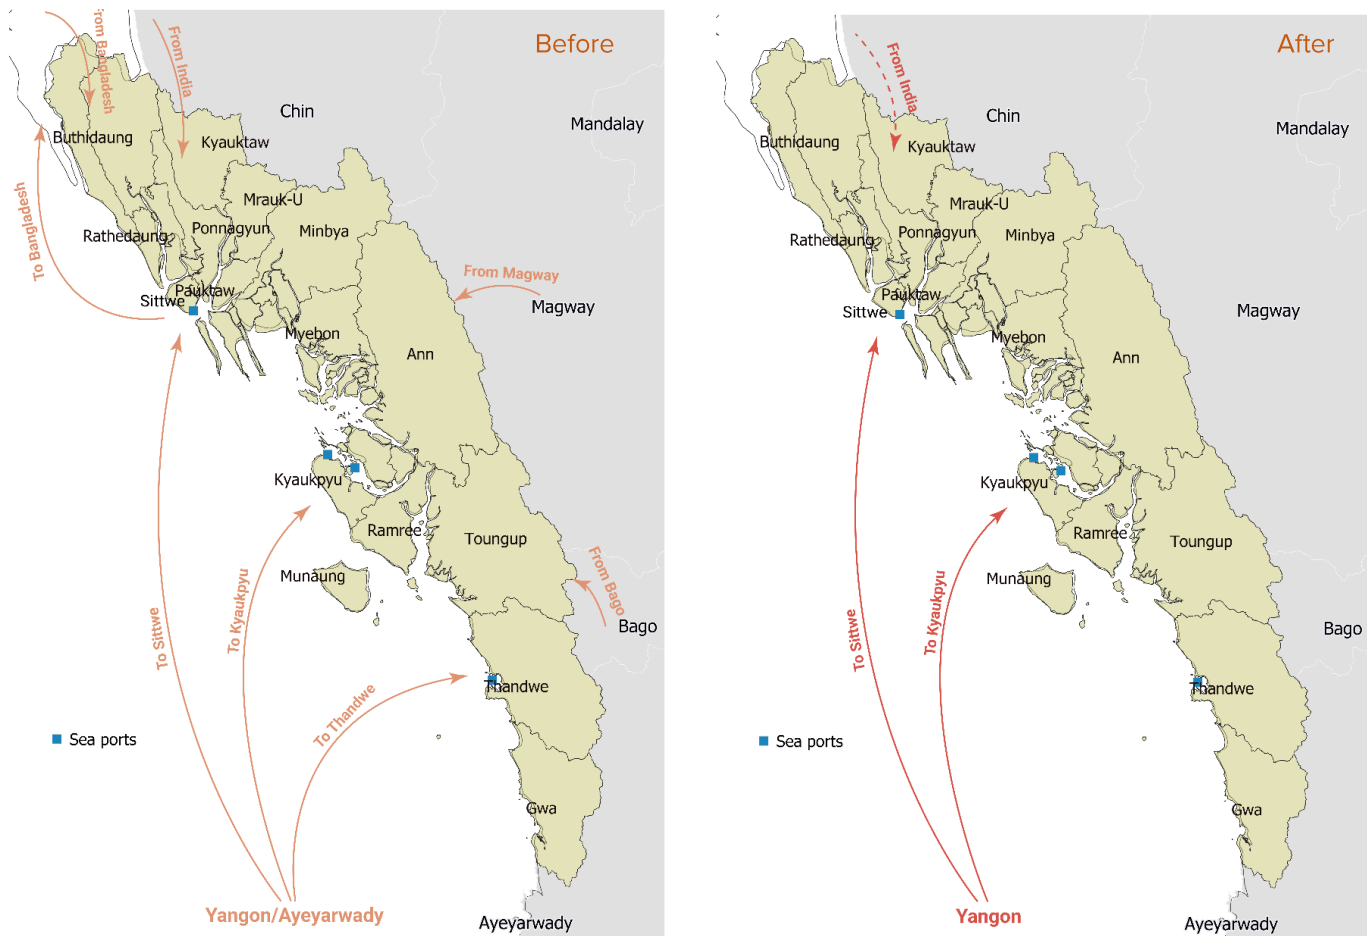 Before
From Bangladesh
From India
Chin
Mandalay
Buthidaung
Kyauktaw
To Bangladesh
Mrauk-U
Rathedaung
Ponnagyun
Minbya
From Magway
Pauktaw
Sittwe
Magway
Myebon
Ann
Kyaukpyu
Ramree
Toungup
From Bago
Munaung
Bago
To Sittwe
To Kyaukpyu
To Thandwe
Thandwe
Sea ports
Gwa
Yangon/Ayeyarwady
Ayeyarwady
After
From India
Chin
Mandalay
Buthidaung
Kyauktaw
Mrauk-U
Rathedaung
Ponnagyun
Minbya
Pauktaw
Sittwe
Magway
Myebon
Ann
Kyaukpyu
Ramree
Toungup
Munaung
Bago
To Sittwe
To Kyaukpyu
Thandwe
Sea ports
Gwa
Yangon
Ayeyarwady